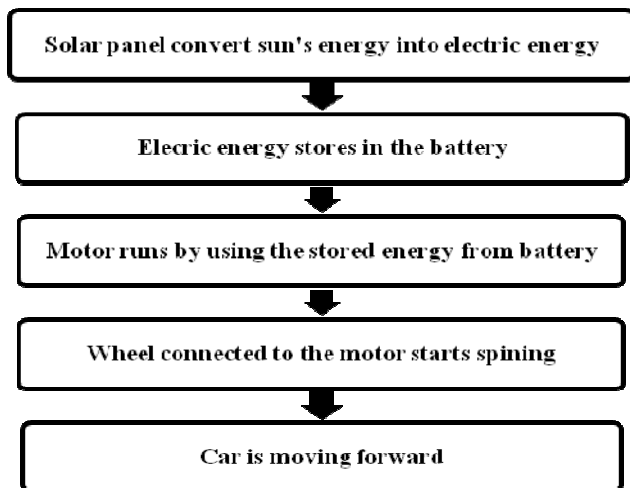 Solar panel convert sun's energy into electric energy
Elecric energy stores in the battery
Motor runs by using the stored energy from battery
Wheel connected to the motor starts spining
Car is moving forward